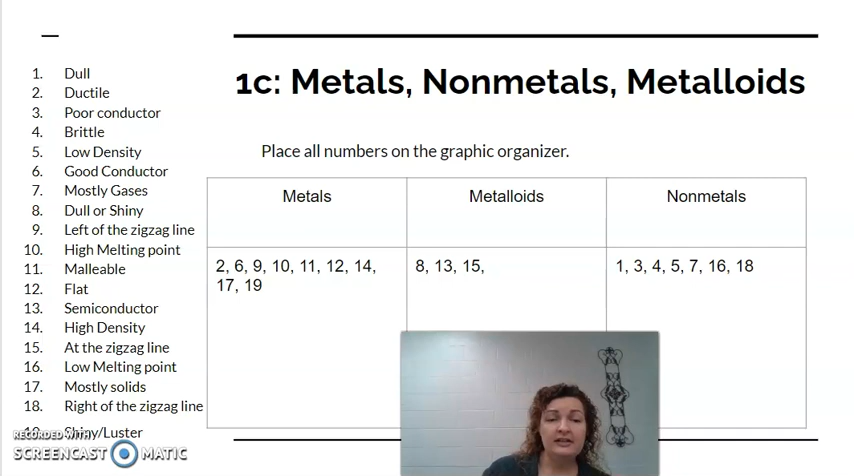 1c: Metals, Nonmetals, Metalloids
1. Dull
2. Ductile
3. Poor conductor
4. Brittle
5. Low Density
6. Good Conductor
7. Mostly Gases
8. Dull or Shiny
9. Left of the zigzag line
10. High Melting point
11. Malleable
12. Flat
13. Semiconductor
14. High Density
15. At the zigzag line
16. Low Melting point
17. Mostly solids
18. Right of the zigzag line
19. Shiny/Luster
Place all numbers on the graphic organizer.
Metals Metalloids Nonmetals
2, 6, 9, 10, 11, 12, 14,
17, 19
8, 13, 15,
1, 3, 4, 5, 7, 16, 18
RECORDED WITH
SCREENCAST MATIC